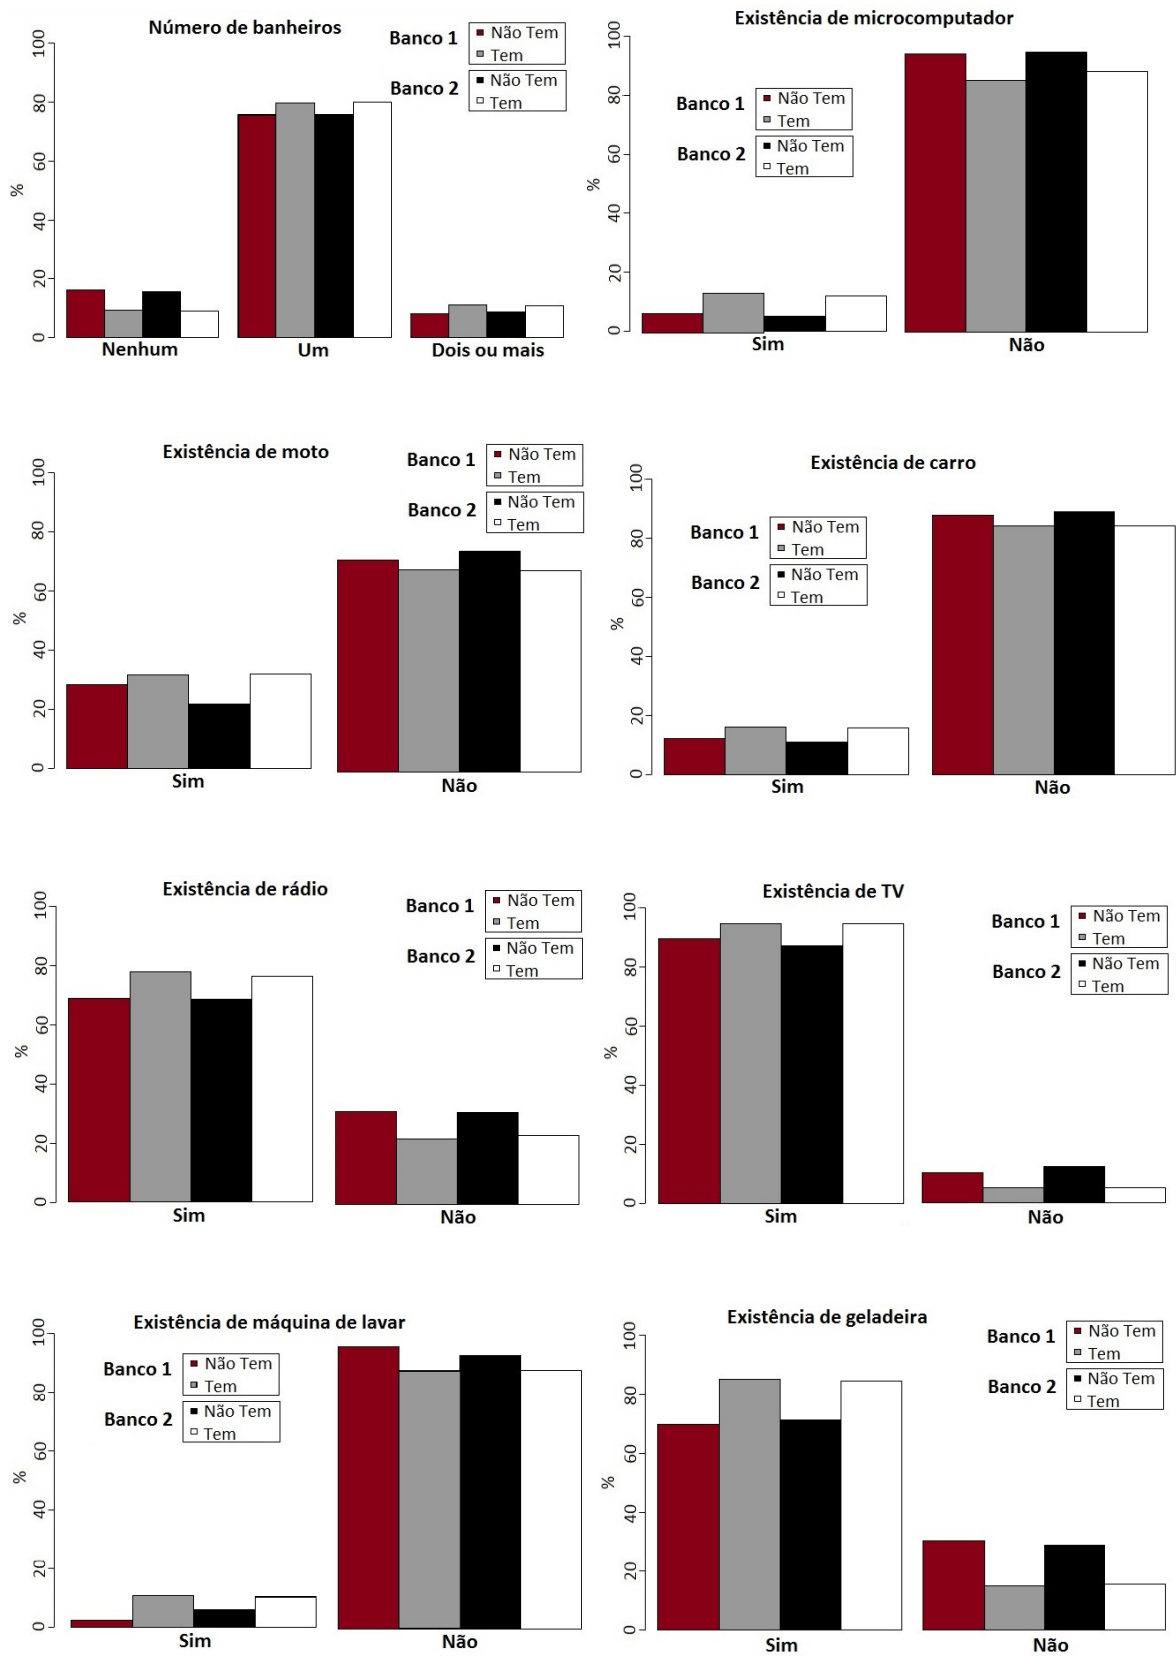 Número de banheiros
Banco 1
Não Tem
Tem
Banco 2
Não Tem
Tem
%
0
20
40
60
80
100
Nenhum
Um
Dois ou mais
Existência de microcomputador
Banco 1
Não Tem
Tem
Banco 2
Não Tem
Tem
%
0
20
40
60
80
100
Sim
Não
Existência de moto
Banco 1
Não Tem
Tem
Banco 2
Não Tem
Tem
%
0
20
40
60
80
100
Sim
Não
Existência de carro
Banco 1
Não Tem
Tem
Banco 2
Não Tem
Tem
%
0
20
40
60
80
100
Sim
Não
Existência de rádio
Banco 1
Não Tem
Tem
Banco 2
Não Tem
Tem
%
0
20
40
60
80
100
Sim
Não
Existência de TV
Banco 1
Não Tem
Tem
Banco 2
Não Tem
Tem
%
0
20
40
60
80
100
Sim
Não
Existência de máquina de lavar
Banco 1
Não Tem
Tem
Banco 2
Não Tem
Tem
%
0
20
40
60
80
100
Sim
Não
Existência de geladeira
Banco 1
Não Tem
Tem
Banco 2
Não Tem
Tem
%
0
20
40
60
80
100
Sim
Não